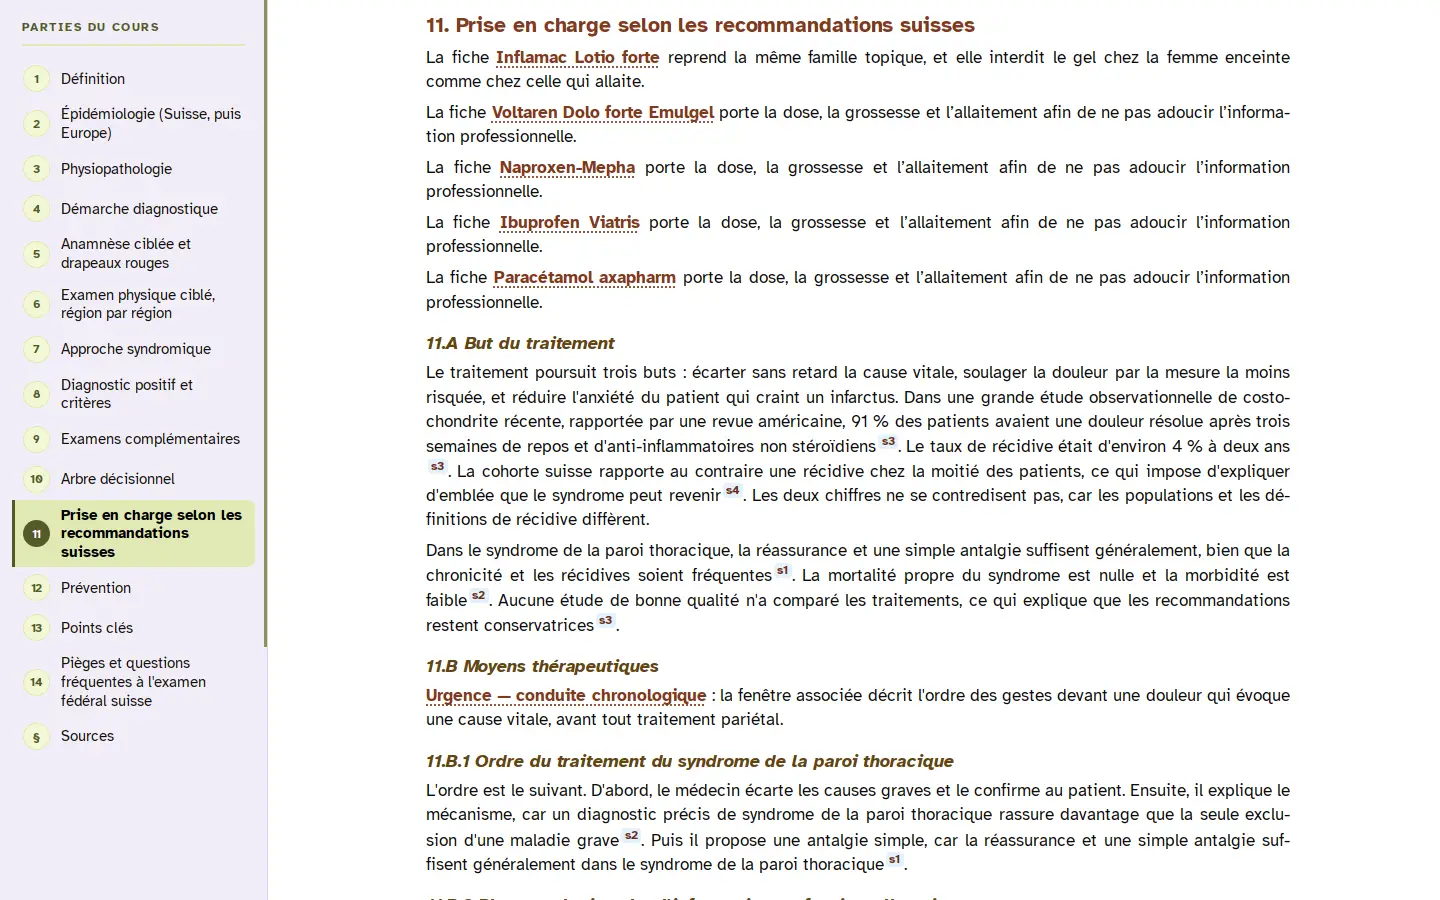 PARTIES DU COURS
1 Définition
2 Épidémiologie (Suisse, puis
Europe)
3 Physiopathologie
4 Démarche diagnostique
5 Anamnèse ciblée et
drapeaux rouges
6 Examen physique ciblé,
région par région
7 Approche syndromique
8 Diagnostic positif et
critères
9 Examens complémentaires
10 Arbre décisionnel
11 Prise en charge selon les
recommandations
suisses
12 Prévention
13 Points clés
14 Pièges et questions
fréquentes à l'examen
fédéral suisse
§ Sources
11. Prise en charge selon les recommandations suisses
La fiche Inflamac Lotio forte reprend la même famille topique, et elle interdit le gel chez la femme enceinte
comme chez celle qui allaite.
La fiche Voltaren Dolo forte Emulgel porte la dose, la grossesse et l’allaitement afin de ne pas adoucir l’informa-
tion professionnelle.
La fiche Naproxen-Mepha porte la dose, la grossesse et l’allaitement afin de ne pas adoucir l’information
professionnelle.
La fiche Ibuprofen Viatris porte la dose, la grossesse et l’allaitement afin de ne pas adoucir l’information
professionnelle.
La fiche Paracétamol axapharm porte la dose, la grossesse et l’allaitement afin de ne pas adoucir l’information
professionnelle.
11.A But du traitement
Le traitement poursuit trois buts : écarter sans retard la cause vitale, soulager la douleur par la mesure la moins
risquée, et réduire l'anxiété du patient qui craint un infarctus. Dans une grande étude observationnelle de costo-
chondrite récente, rapportée par une revue américaine, 91 % des patients avaient une douleur résolue après trois
semaines de repos et d'anti-inflammatoires non stéroïdiens s3. Le taux de récidive était d'environ 4 % à deux ans
s3. La cohorte suisse rapporte au contraire une récidive chez la moitié des patients, ce qui impose d'expliquer
d'emblée que le syndrome peut revenir s4. Les deux chiffres ne se contredisent pas, car les populations et les dé-
finitions de récidive diffèrent.
Dans le syndrome de la paroi thoracique, la réassurance et une simple antalgie suffisent généralement, bien que la
chronicité et les récidives soient fréquentes s1. La mortalité propre du syndrome est nulle et la morbidité est
faible s2. Aucune étude de bonne qualité n'a comparé les traitements, ce qui explique que les recommandations
restent conservatrices s3.
11.B Moyens thérapeutiques
Urgence — conduite chronologique : la fenêtre associée décrit l'ordre des gestes devant une douleur qui évoque
une cause vitale, avant tout traitement pariétal.
11.B.1 Ordre du traitement du syndrome de la paroi thoracique
L'ordre est le suivant. D'abord, le médecin écarte les causes graves et le confirme au patient. Ensuite, il explique le
mécanisme, car un diagnostic précis de syndrome de la paroi thoracique rassure davantage que la seule exclu-
sion d'une maladie grave s2. Puis il propose une antalgie simple, car la réassurance et une simple antalgie suf-
fisent généralement dans le syndrome de la paroi thoracique s1.